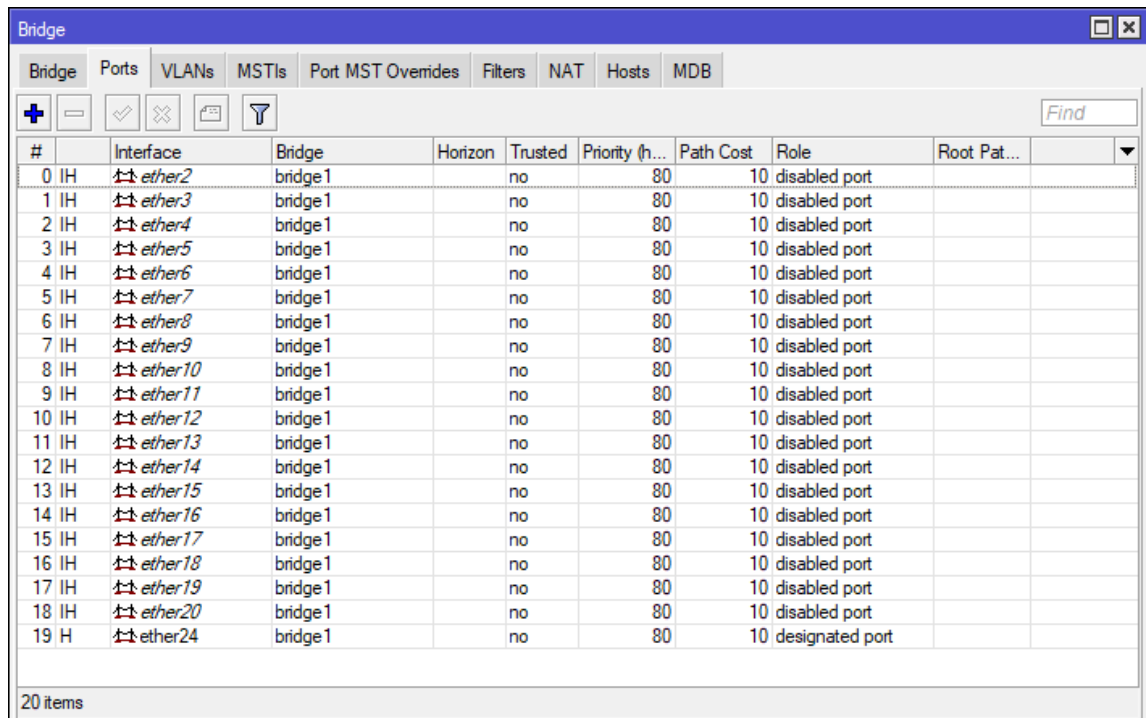 Bridge
Bridge Ports VLANs MSTIs Port MST Overrides Filters NAT Hosts MDB
Find
# Interface Bridge Horizon Trusted Priority (h... Path Cost Role Root Pat...
0 IH ether2 bridge1 no 80 10 disabled port
1 IH ether3 bridge1 no 80 10 disabled port
2 IH ether4 bridge1 no 80 10 disabled port
3 IH ether5 bridge1 no 80 10 disabled port
4 IH ether6 bridge1 no 80 10 disabled port
5 IH ether7 bridge1 no 80 10 disabled port
6 IH ether8 bridge1 no 80 10 disabled port
7 IH ether9 bridge1 no 80 10 disabled port
8 IH ether10 bridge1 no 80 10 disabled port
9 IH ether11 bridge1 no 80 10 disabled port
10 IH ether12 bridge1 no 80 10 disabled port
11 IH ether13 bridge1 no 80 10 disabled port
12 IH ether14 bridge1 no 80 10 disabled port
13 IH ether15 bridge1 no 80 10 disabled port
14 IH ether16 bridge1 no 80 10 disabled port
15 IH ether17 bridge1 no 80 10 disabled port
16 IH ether18 bridge1 no 80 10 disabled port
17 IH ether19 bridge1 no 80 10 disabled port
18 IH ether20 bridge1 no 80 10 disabled port
19 H ether24 bridge1 no 80 10 designated port
20 items